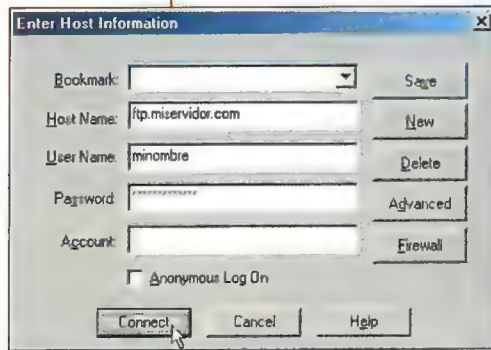 Enter Host Information
Bookmark:
Save
Host Name: ftp.miservidor.com
New
User Name: minombre
Delete
Password: ************
Advanced
Account:
Firewall
Anonymous Log On
Connect
Cancel
Help